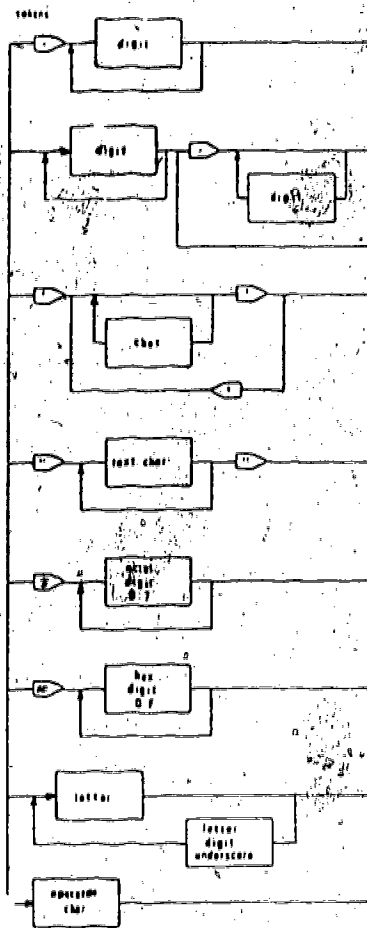 tokens
digit
digit
digit
char
text char
octal
digit
0 7
hex
digit
0 F
letter
letter
digit
underscore
operator
char